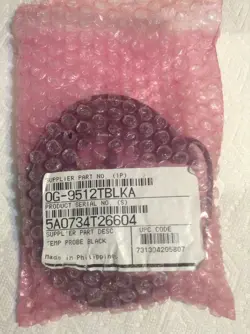 SUPPLIER PART NO (1P)
OG-9512TBLKA
PRODUCT SERIAL NO (S)
5A0734T26604
SUPPLIER PART DESC
UPC CODE
TEMP PROBE BLACK
731304205807
Made in Philippines